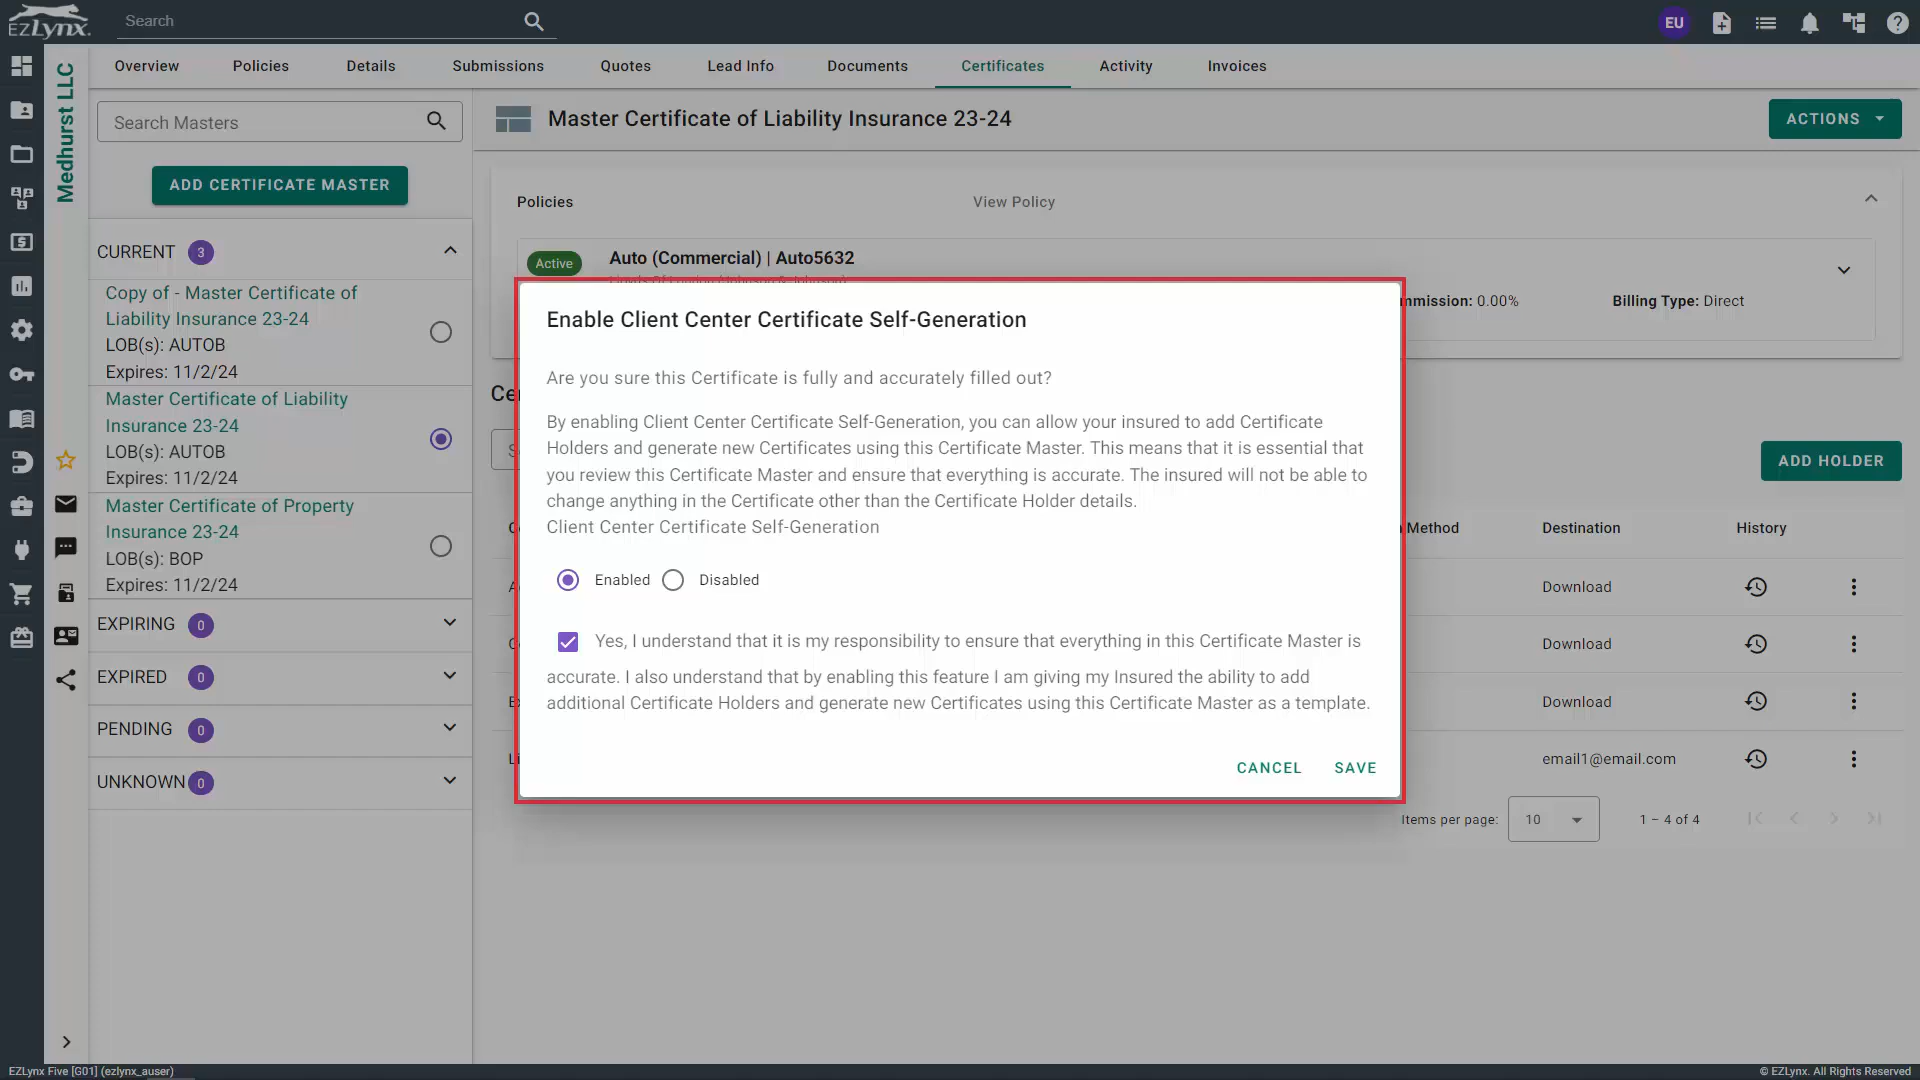 EZLynx
Search
EU
Medhurst LLC
Overview
Policies
Details
Submissions
Quotes
Lead Info
Documents
Certificates
Activity
Invoices
Search Masters
ADD CERTIFICATE MASTER
CURRENT 3
Copy of - Master Certificate of
Liability Insurance 23-24
LOB(s): AUTOB
Expires: 11/2/24
Master Certificate of Liability
Insurance 23-24
LOB(s): AUTOB
Expires: 11/2/24
Master Certificate of Property
Insurance 23-24
LOB(s): BOP
Expires: 11/2/24
EXPIRING 0
EXPIRED 0
PENDING 0
UNKNOWN 0
Master Certificate of Liability Insurance 23-24
ACTIONS
Policies
View Policy
Active
Auto (Commercial) | Auto5632
mmission: 0.00%
Billing Type: Direct
Enable Client Center Certificate Self-Generation
Are you sure this Certificate is fully and accurately filled out?
By enabling Client Center Certificate Self-Generation, you can allow your insured to add Certificate
Holders and generate new Certificates using this Certificate Master. This means that it is essential that
you review this Certificate Master and ensure that everything is accurate. The insured will not be able to
change anything in the Certificate other than the Certificate Holder details.
Client Center Certificate Self-Generation
Enabled
Disabled
Yes, I understand that it is my responsibility to ensure that everything in this Certificate Master is
accurate. I also understand that by enabling this feature I am giving my Insured the ability to add
additional Certificate Holders and generate new Certificates using this Certificate Master as a template.
CANCEL
SAVE
Ce
ADD HOLDER
Method
Destination
History
Download
Download
Download
Li
email1@email.com
Items per page:
10
1 – 4 of 4
EZLynx Five [G01] (ezlynx_auser)
© EZLynx. All Rights Reserved